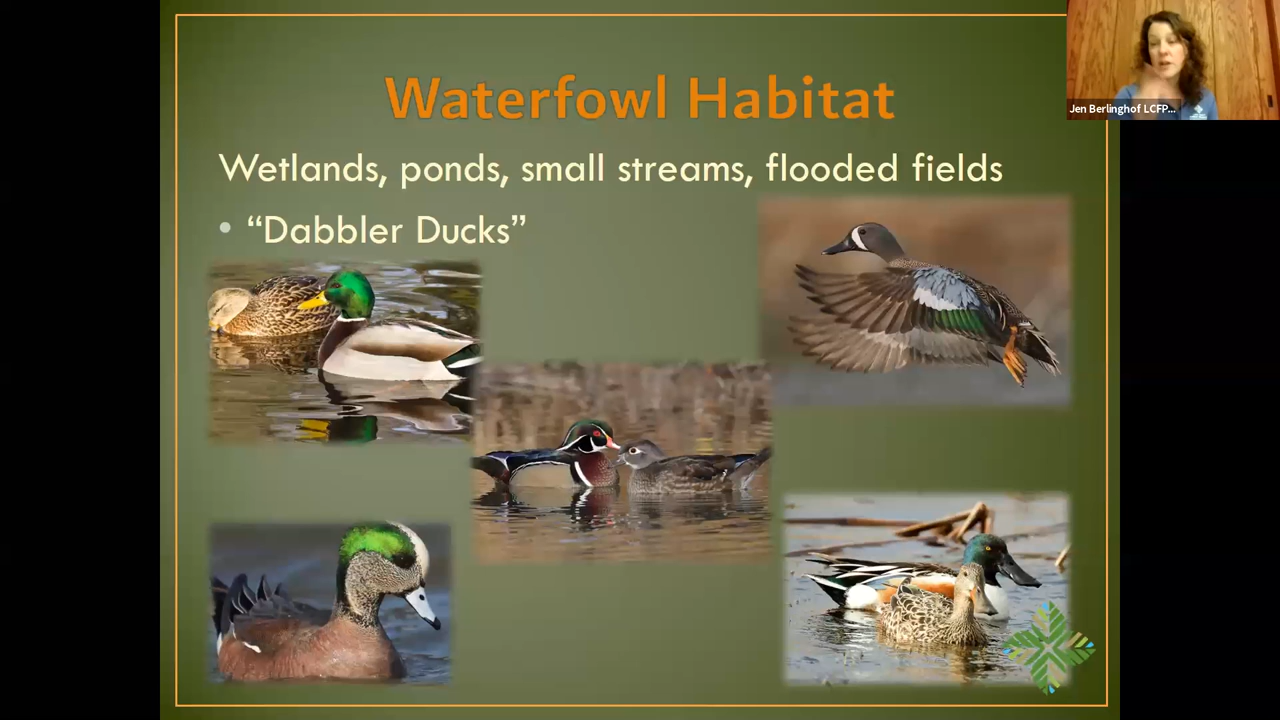 Waterfowl Habitat
Wetlands, ponds, small streams, flooded fields
• “Dabbler Ducks”
Jen Berlinghof LCFP...